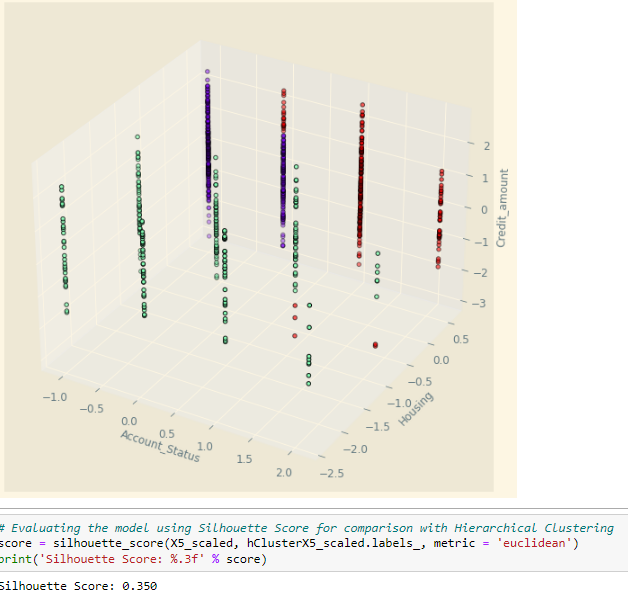 2
1
0
−1
−2
−3
Credit_amount
0.5
0.0
−0.5
−1.0
−1.5
−2.0
−2.5
Housing
−1.0
−0.5
0.0
0.5
1.0
1.5
2.0
Account_Status
# Evaluating the model using Silhouette Score for comparison with Hierarchical Clustering
score = silhouette_score(X5_scaled, hClusterX5_scaled.labels_, metric = 'euclidean')
print('Silhouette Score: %.3f' % score)
Silhouette Score: 0.350